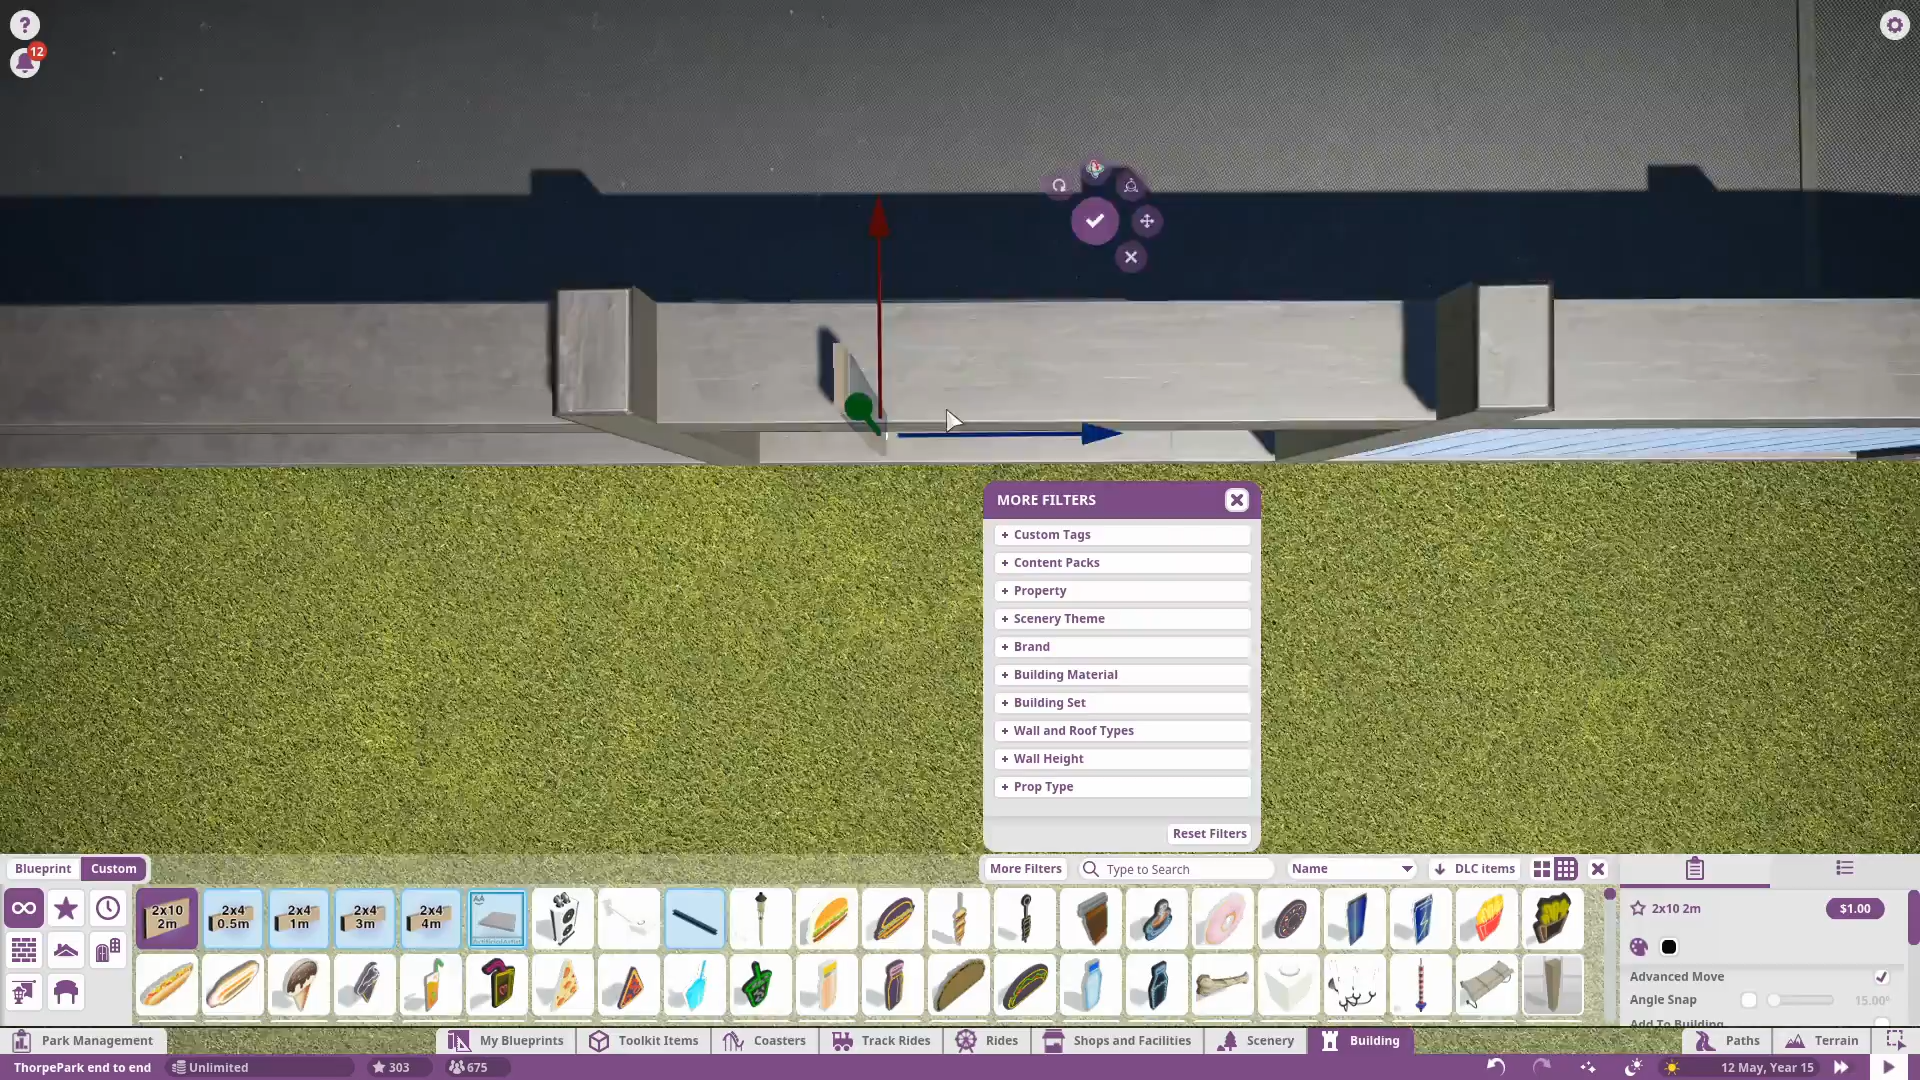 ?
12
MORE FILTERS
+ Custom Tags
+ Content Packs
+ Property
+ Scenery Theme
+ Brand
+ Building Material
+ Building Set
+ Wall and Roof Types
+ Wall Height
+ Prop Type
Reset Filters
Blueprint Custom More Filters Type to Search Name DLC items
2x10 2m
2x4 0.5m
2x4 1m
2x4 3m
2x4 4m
AA
2x10 2m $1.00
Advanced Move
Angle Snap 15.00°
Add To Building
Park Management My Blueprints Toolkit Items Coasters Track Rides Rides Shops and Facilities Scenery Building Paths Terrain
ThorpePark end to end Unlimited 303 675 12 May, Year 15